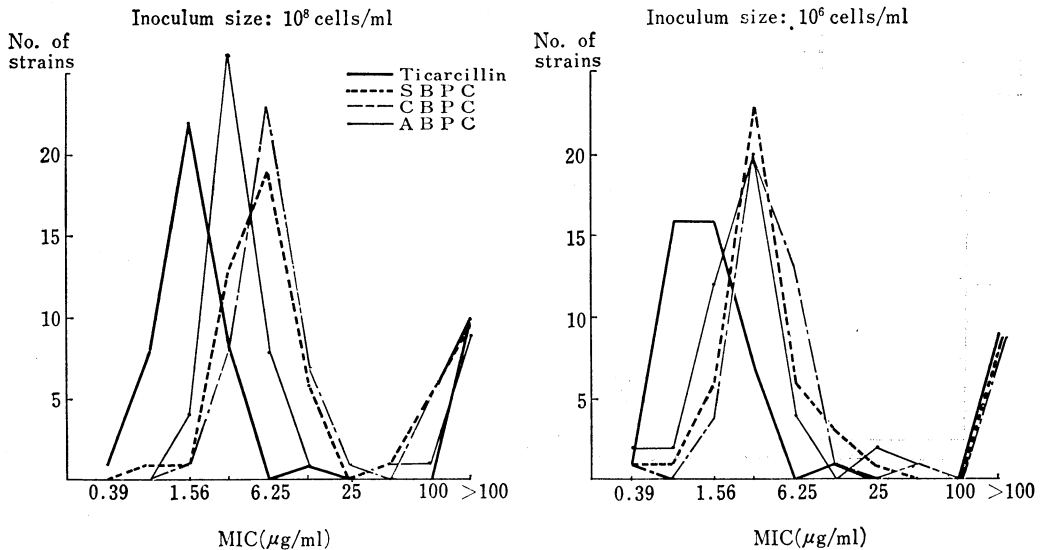 Inoculum size: 10⁸ cells/ml
No. of
strains
Ticarcillin
SBPC
CBPC
ABPC
20
15
10
5
0.39 1.56 6.25 25 100 >100
MIC(μg/ml)
Inoculum size: 10⁶ cells/ml
No. of
strains
20
15
10
5
0.39 1.56 6.25 25 100 >100
MIC(μg/ml)